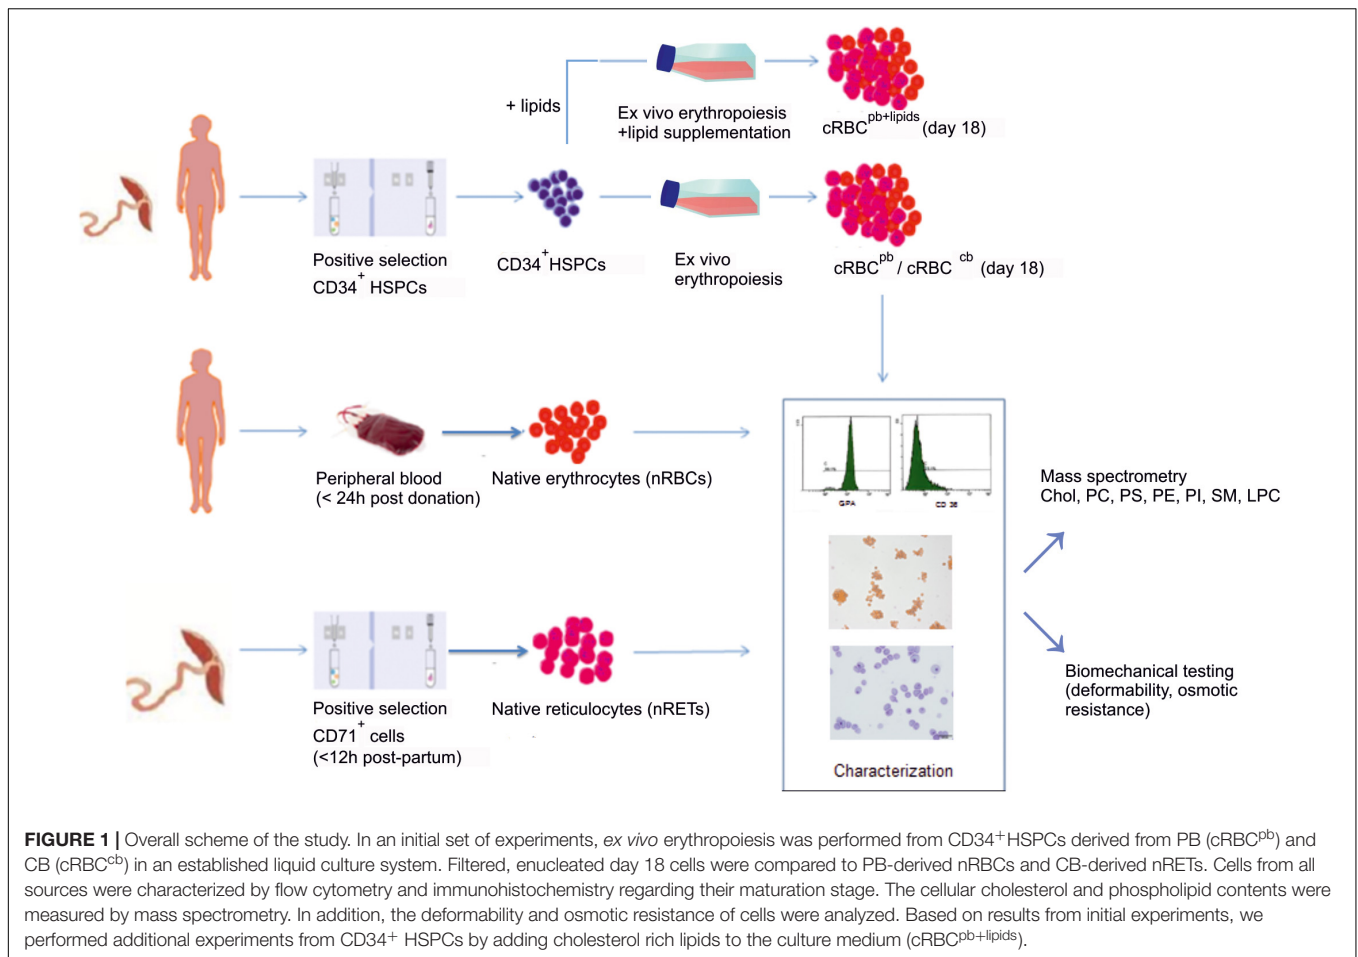 + lipids
Ex vivo erythropoiesis
+lipid supplementation
cRBC pb+lipids (day 18)
Positive selection
CD34+ HSPCs
CD34+HSPCs
Ex vivo
erythropoiesis
cRBC pb / cRBC cb (day 18)
Peripheral blood
(< 24h post donation)
Native erythrocytes (nRBCs)
GPA
CD 36
Mass spectrometry
Chol, PC, PS, PE, PI, SM, LPC
Positive selection
CD71+ cells
(<12h post-partum)
Native reticulocytes (nRETs)
Biomechanical testing
(deformability, osmotic
resistance)
Characterization
FIGURE 1 | Overall scheme of the study. In an initial set of experiments, ex vivo erythropoiesis was performed from CD34+HSPCs derived from PB (cRBCpb) and
CB (cRBCcb) in an established liquid culture system. Filtered, enucleated day 18 cells were compared to PB-derived nRBCs and CB-derived nRETs. Cells from all
sources were characterized by flow cytometry and immunohistochemistry regarding their maturation stage. The cellular cholesterol and phospholipid contents were
measured by mass spectrometry. In addition, the deformability and osmotic resistance of cells were analyzed. Based on results from initial experiments, we
performed additional experiments from CD34+ HSPCs by adding cholesterol rich lipids to the culture medium (cRBCpb+lipids).